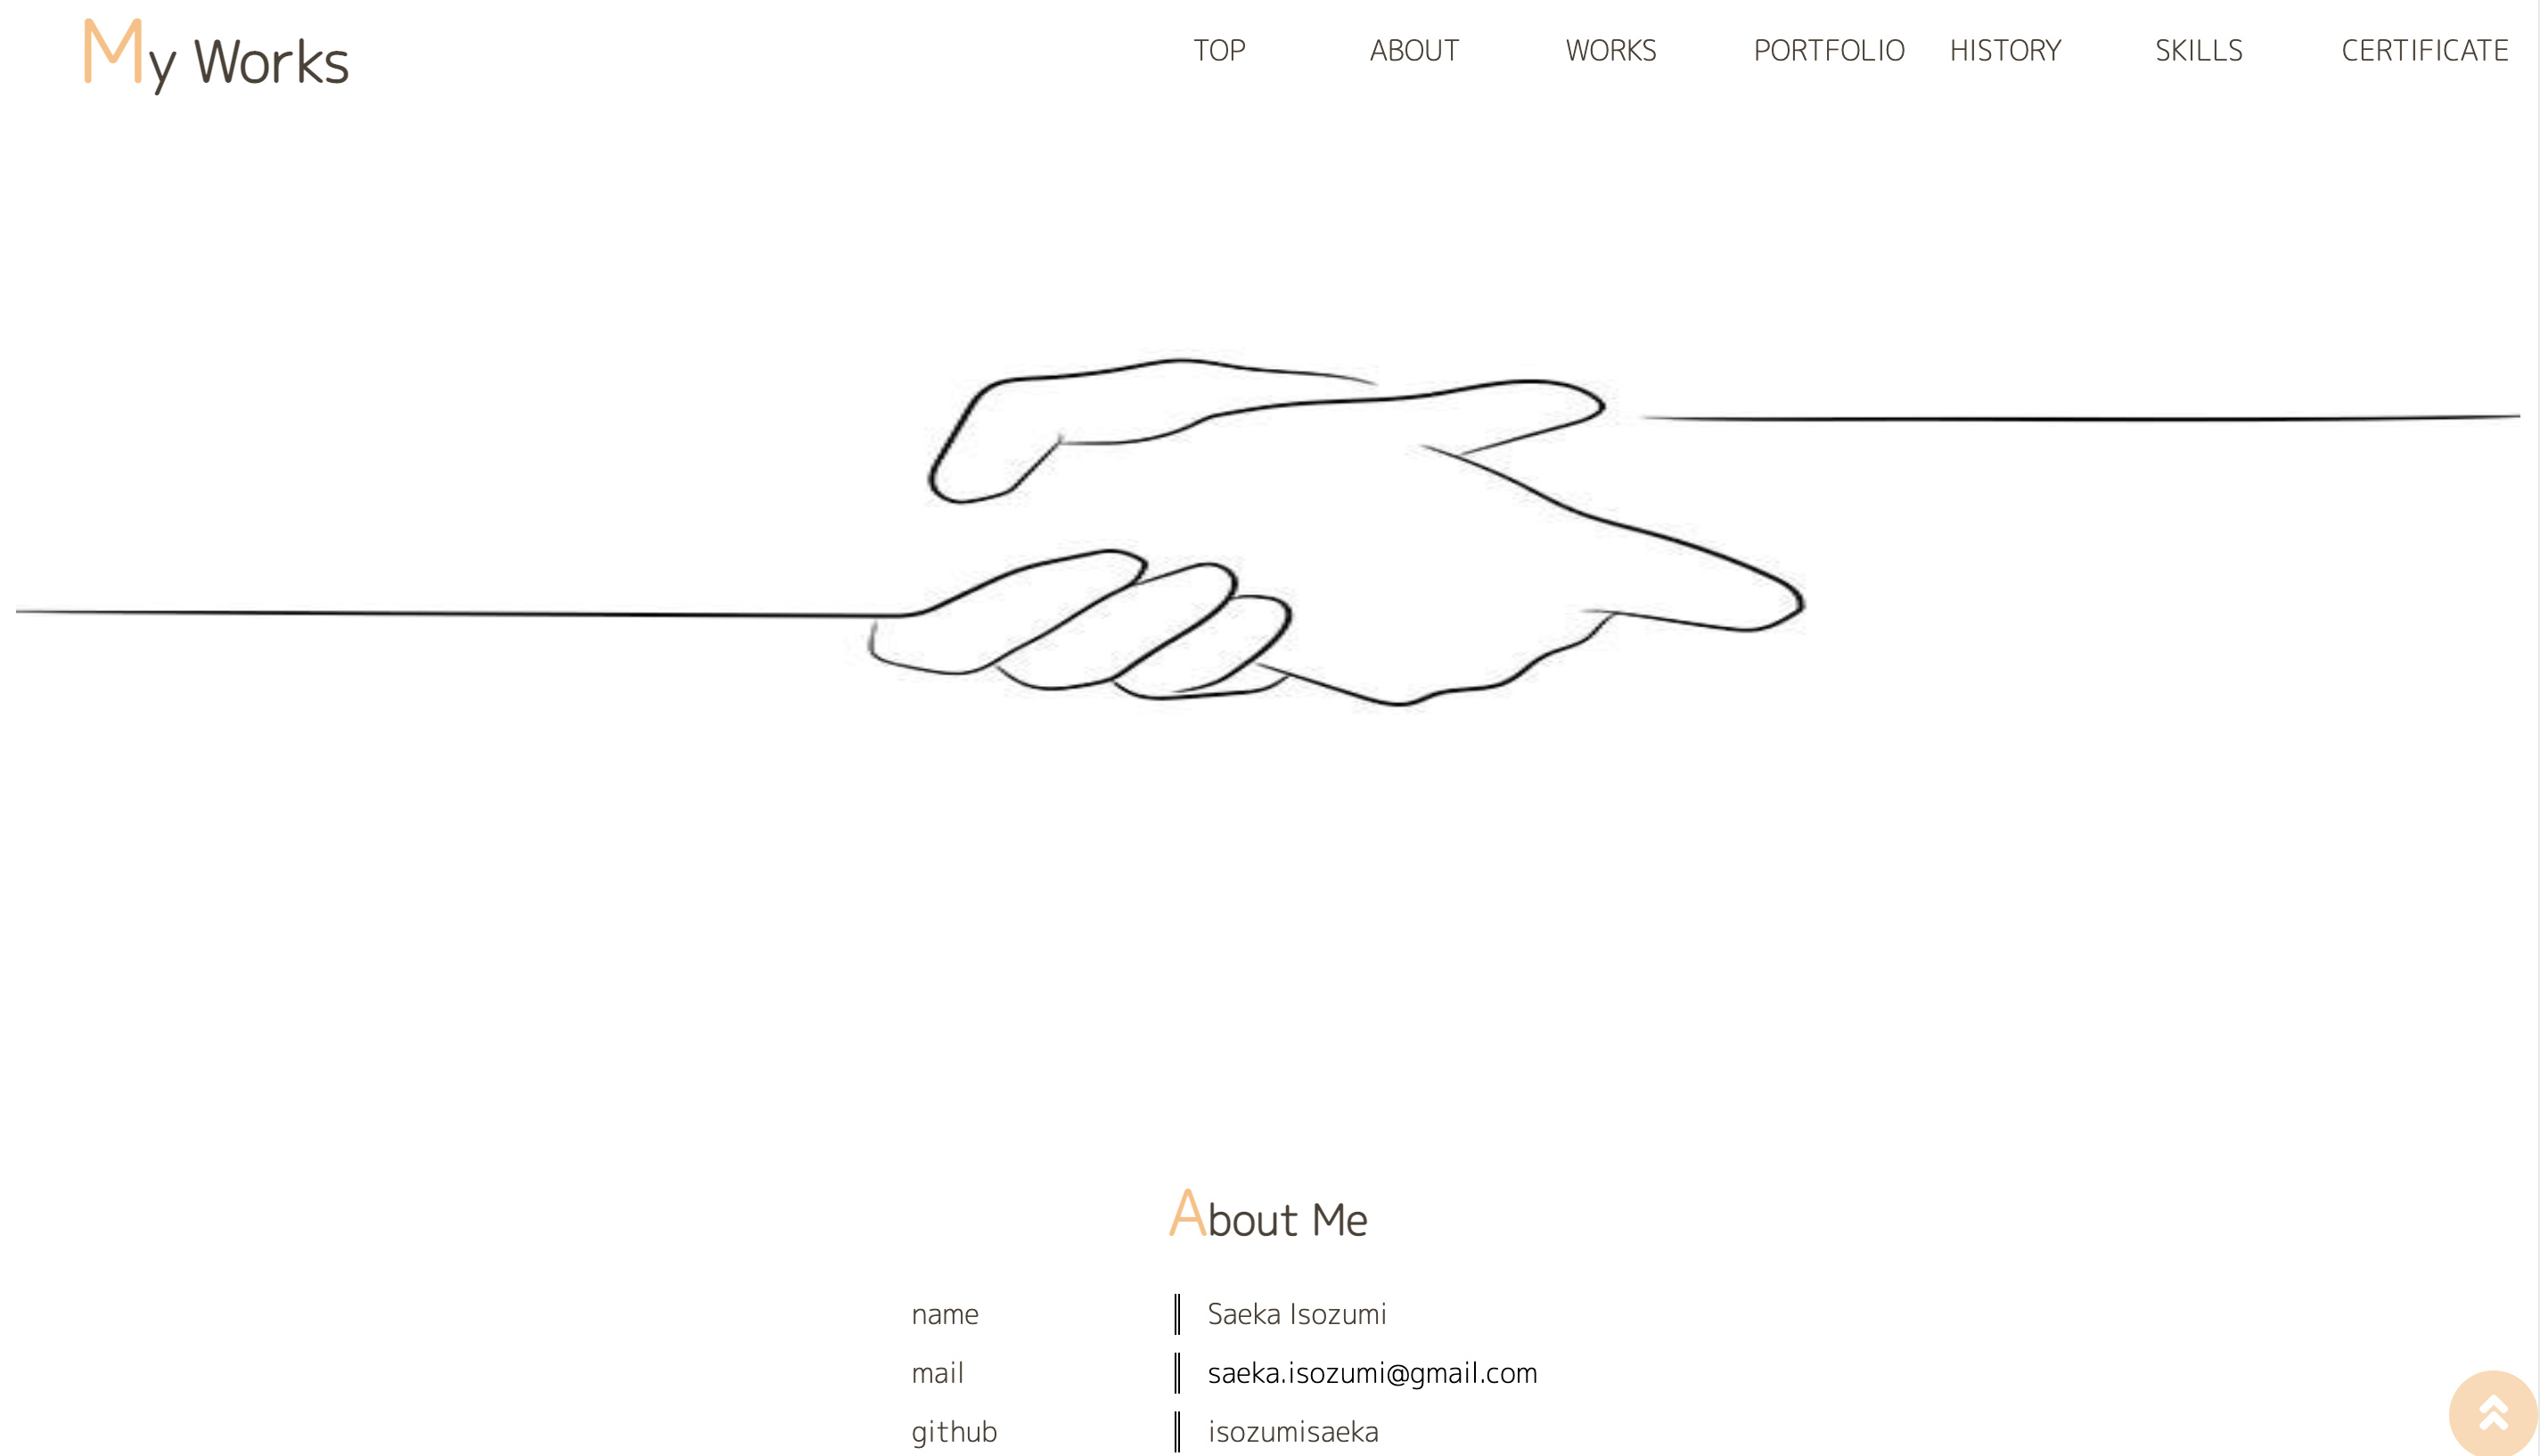 My Works
TOP ABOUT WORKS PORTFOLIO HISTORY SKILLS CERTIFICATE
About Me
name Saeka Isozumi
mail saeka.isozumi@gmail.com
github isozumisaeka